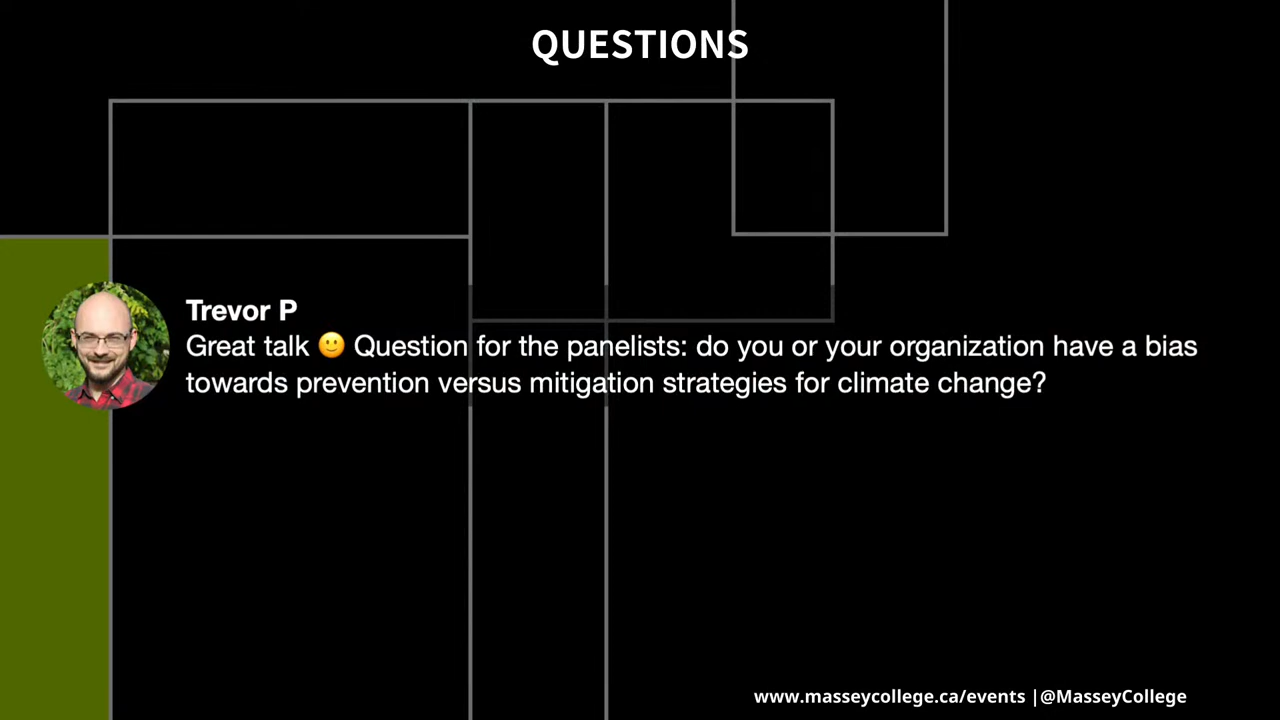 QUESTIONS
Trevor P
Great talk 🙂 Question for the panelists: do you or your organization have a bias
towards prevention versus mitigation strategies for climate change?
www.masseycollege.ca/events |@MasseyCollege